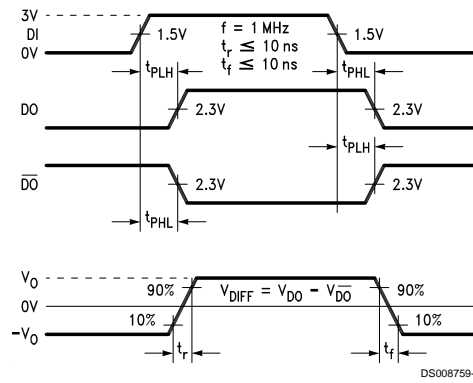 3V
DI
0V
1.5V
f = 1 MHz
tr ≤ 10 ns
tf ≤ 10 ns
1.5V
tPLH
tPHL
DO
2.3V
2.3V
tPLH
DO
2.3V
2.3V
tPHL
VO
90%
VDIFF = VDO - VDO
90%
0V
10%
10%
-VO
tr
tf
DS008759-